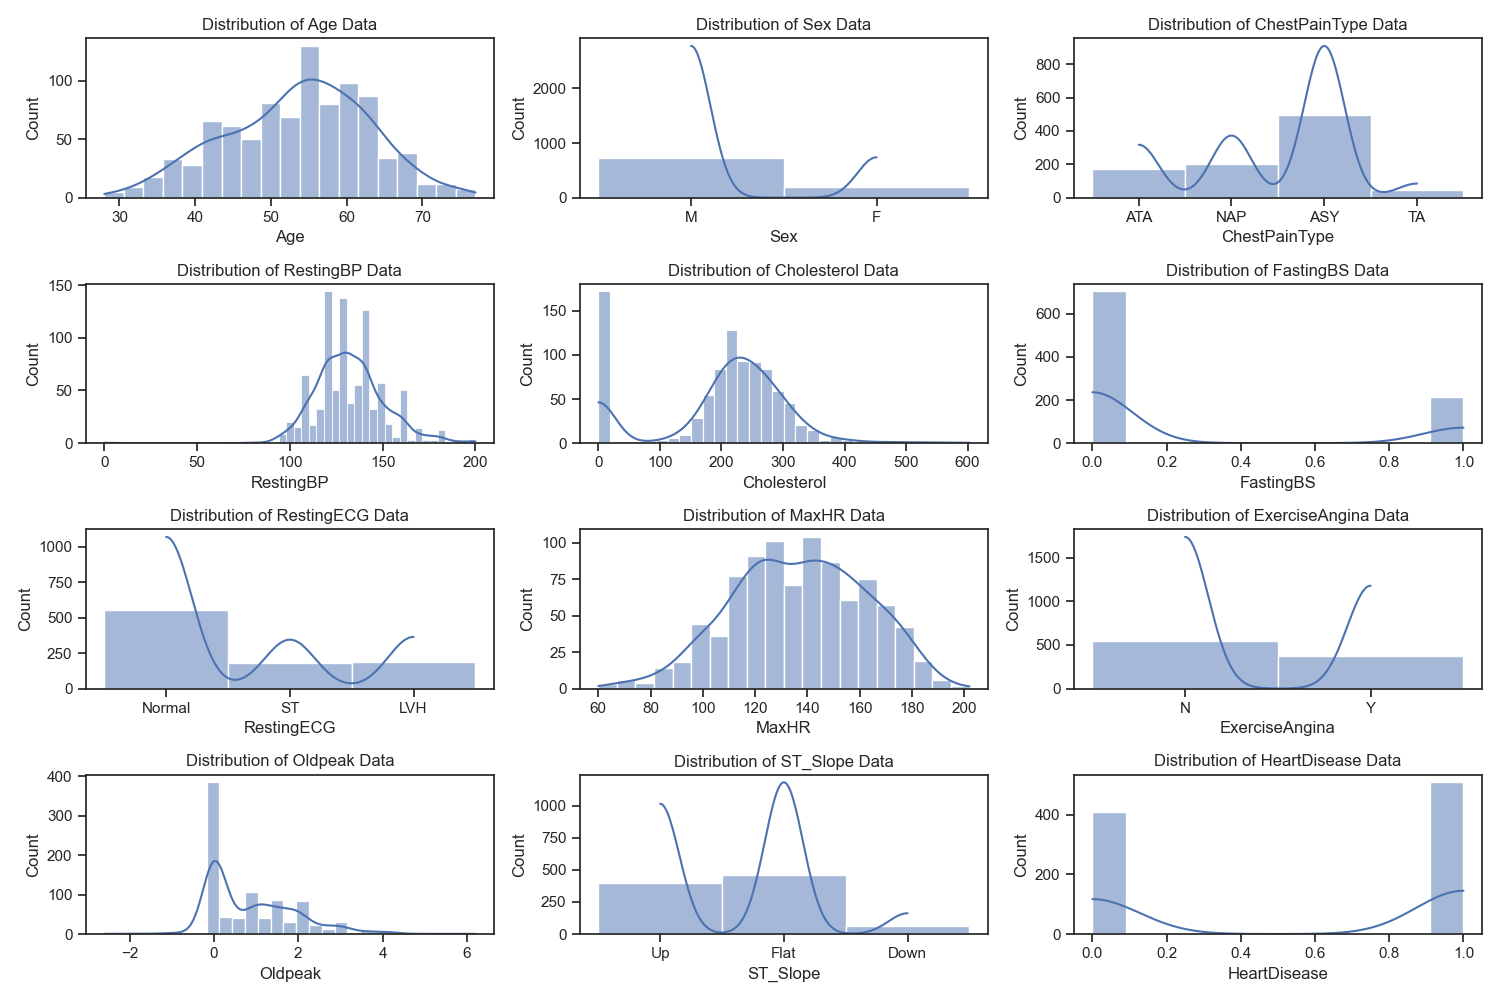 Distribution of Age Data
Count
100
50
0
30 40 50 60 70
Age
Distribution of Sex Data
Count
2000
1000
0
M F
Sex
Distribution of ChestPainType Data
Count
800
600
400
200
0
ATA NAP ASY TA
ChestPainType
Distribution of RestingBP Data
Count
150
100
50
0
0 50 100 150 200
RestingBP
Distribution of Cholesterol Data
Count
150
100
50
0
0 100 200 300 400 500 600
Cholesterol
Distribution of FastingBS Data
Count
600
400
200
0
0.0 0.2 0.4 0.6 0.8 1.0
FastingBS
Distribution of RestingECG Data
Count
1000
750
500
250
0
Normal ST LVH
RestingECG
Distribution of MaxHR Data
Count
100
75
50
25
0
60 80 100 120 140 160 180 200
MaxHR
Distribution of ExerciseAngina Data
Count
1500
1000
500
0
N Y
ExerciseAngina
Distribution of Oldpeak Data
Count
400
300
200
100
0
−2 0 2 4 6
Oldpeak
Distribution of ST_Slope Data
Count
1000
750
500
250
0
Up Flat Down
ST_Slope
Distribution of HeartDisease Data
Count
400
200
0
0.0 0.2 0.4 0.6 0.8 1.0
HeartDisease